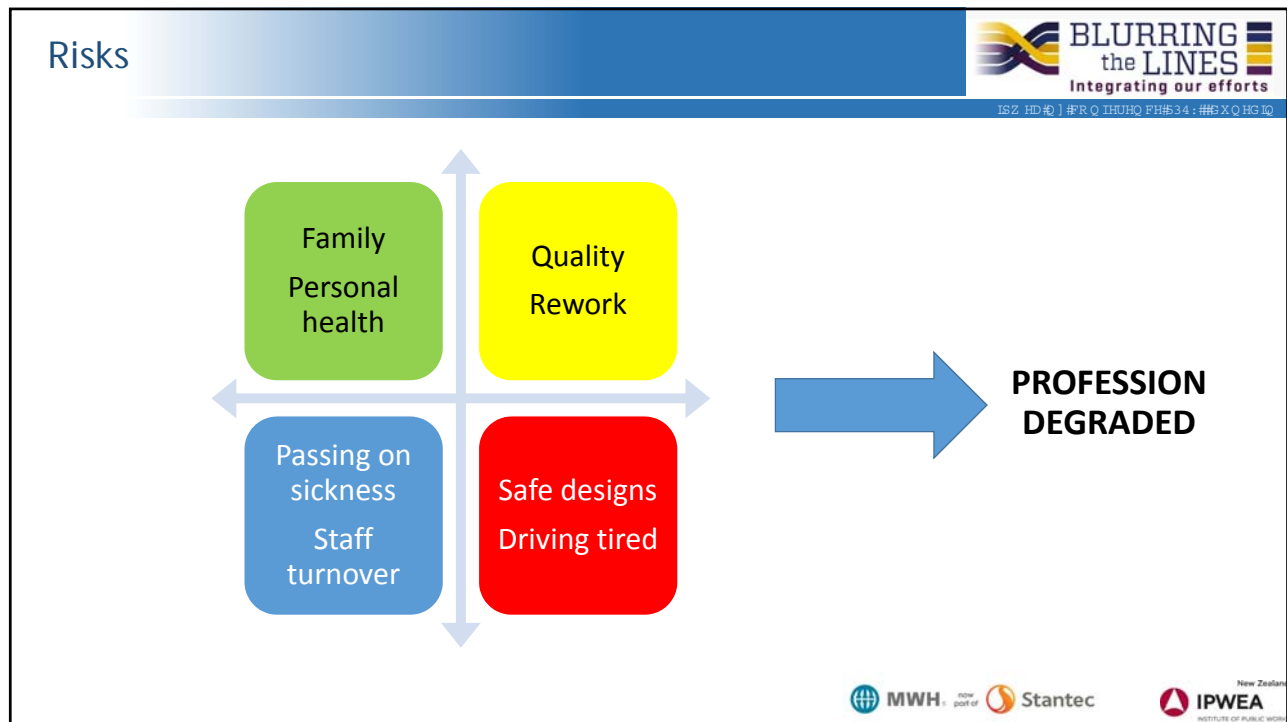 Risks
BLURRING
the LINES
Integrating our efforts
Family
Personal
health
Quality
Rework
Passing on
sickness
Staff
turnover
Safe designs
Driving tired
PROFESSION
DEGRADED
MWH
now
part of
Stantec
New Zealand
IPWEA